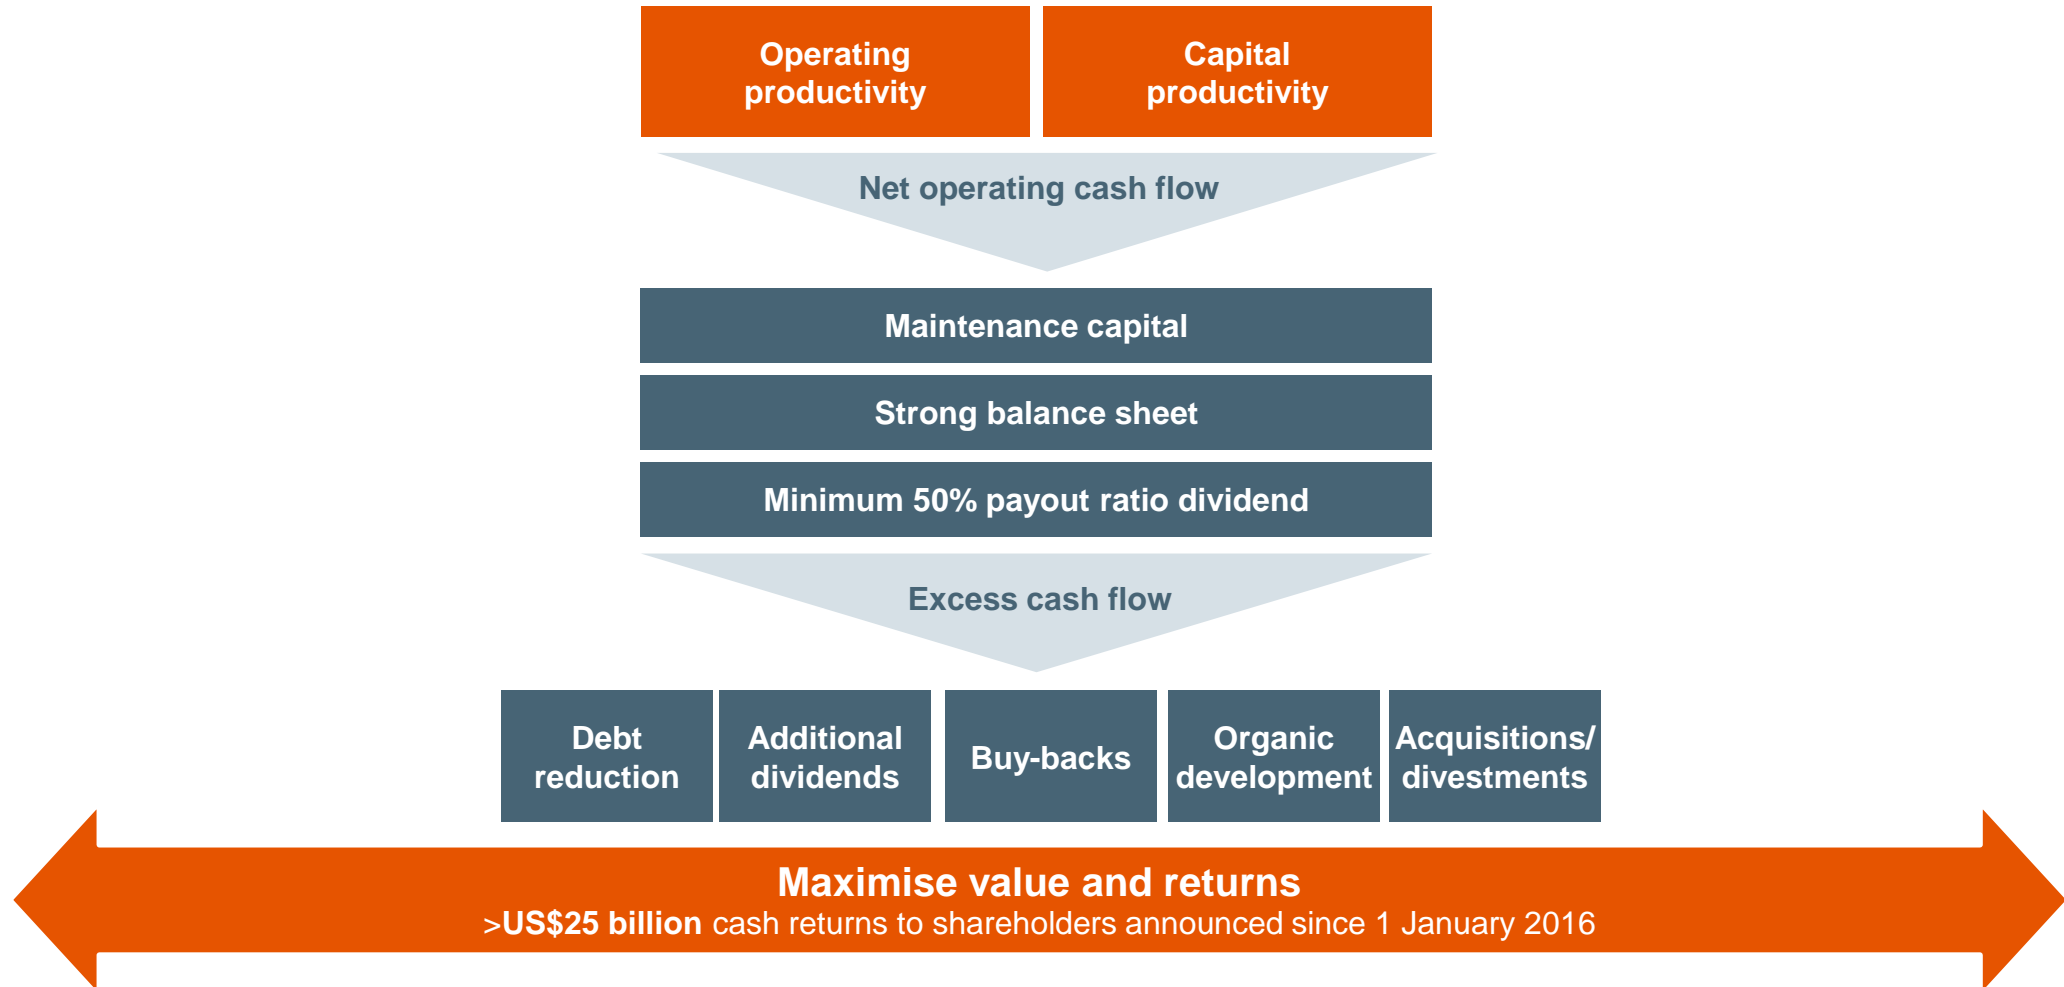 Operating
productivity
Capital
productivity
Net operating cash flow
Maintenance capital
Strong balance sheet
Minimum 50% payout ratio dividend
Excess cash flow
Debt
reduction
Additional
dividends
Buy-backs
Organic
development
Acquisitions/
divestments
Maximise value and returns
>US$25 billion cash returns to shareholders announced since 1 January 2016